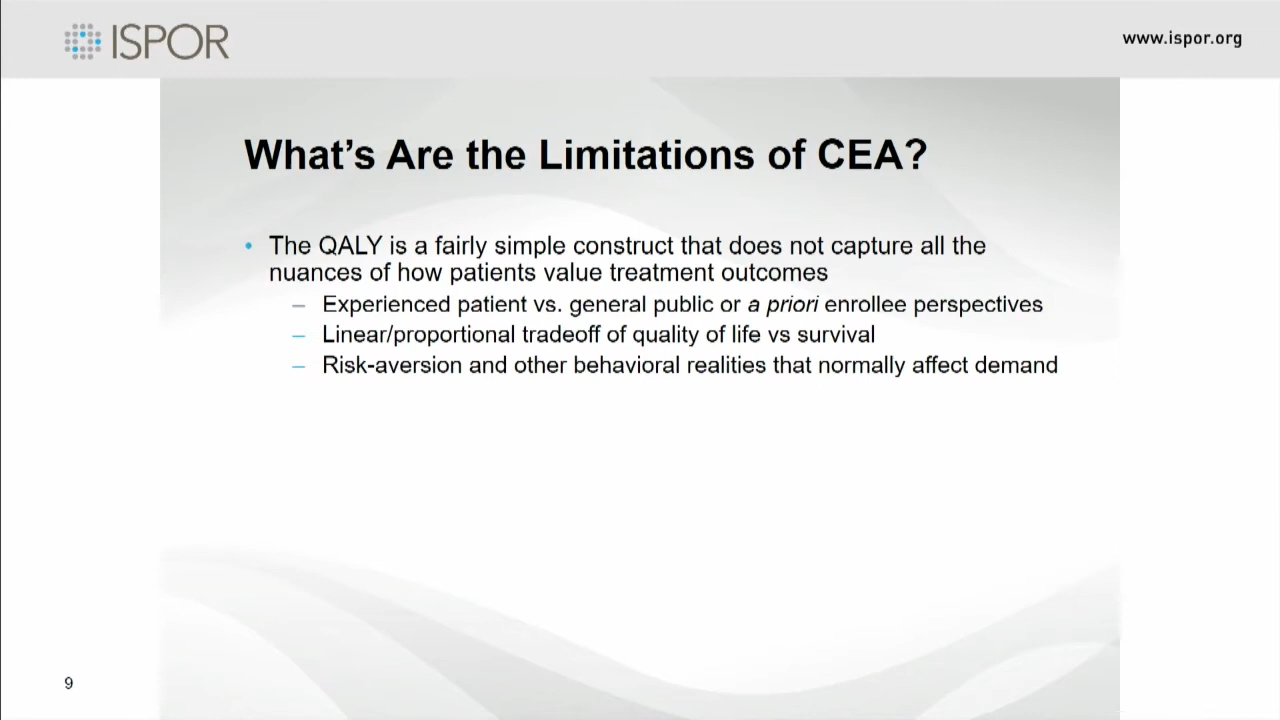 ISPOR
www.ispor.org
What’s Are the Limitations of CEA?
• The QALY is a fairly simple construct that does not capture all the
nuances of how patients value treatment outcomes
– Experienced patient vs. general public or a priori enrollee perspectives
– Linear/proportional tradeoff of quality of life vs survival
– Risk-aversion and other behavioral realities that normally affect demand
9